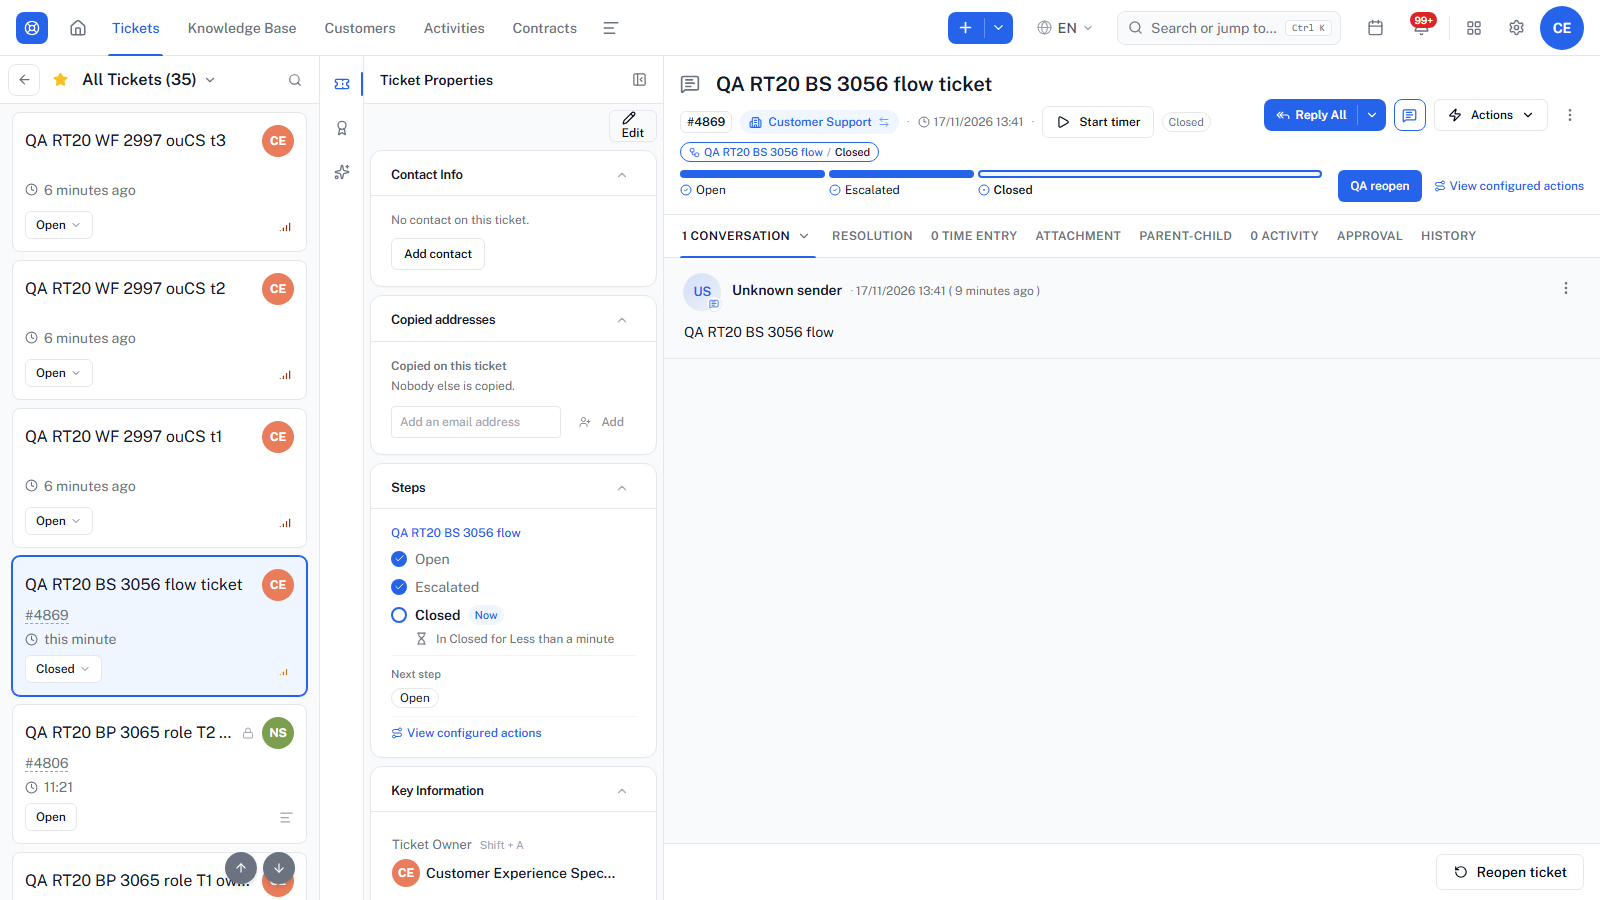 Tickets
Knowledge Base
Customers
Activities
Contracts
EN
Search or jump to...
Ctrl K
99+
CE
All Tickets (35)
QA RT20 WF 2997 ouCS t3
CE
6 minutes ago
Open
QA RT20 WF 2997 ouCS t2
CE
6 minutes ago
Open
QA RT20 WF 2997 ouCS t1
CE
6 minutes ago
Open
QA RT20 BS 3056 flow ticket
CE
#4869
this minute
Closed
QA RT20 BP 3065 role T2 ...
NS
#4806
11:21
Open
QA RT20 BP 3065 role T1 ow...
Ticket Properties
Edit
Contact Info
No contact on this ticket.
Add contact
Copied addresses
Copied on this ticket
Nobody else is copied.
Add an email address
Add
Steps
QA RT20 BS 3056 flow
Open
Escalated
Closed
Now
In Closed for Less than a minute
Next step
Open
View configured actions
Key Information
Ticket Owner
Shift + A
CE
Customer Experience Spec...
QA RT20 BS 3056 flow ticket
#4869
Customer Support
· 17/11/2026 13:41 ·
Start timer
Closed
Reply All
Actions
QA RT20 BS 3056 flow / Closed
Open
Escalated
Closed
QA reopen
View configured actions
1 CONVERSATION
RESOLUTION
0 TIME ENTRY
ATTACHMENT
PARENT-CHILD
0 ACTIVITY
APPROVAL
HISTORY
US
Unknown sender
· 17/11/2026 13:41 ( 9 minutes ago )
QA RT20 BS 3056 flow
Reopen ticket